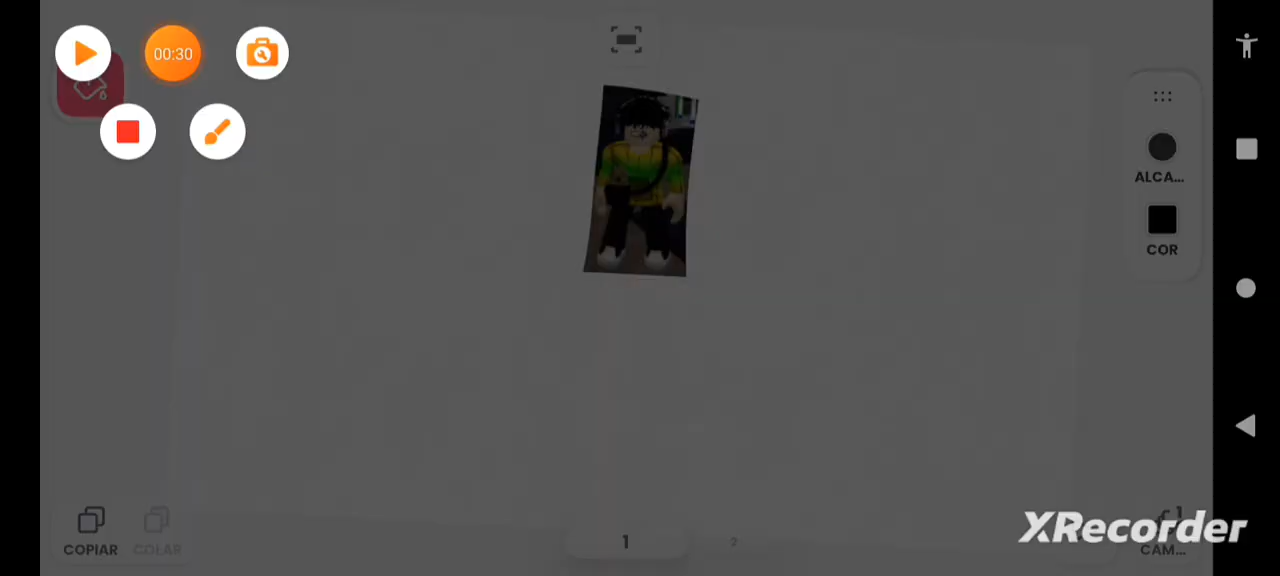 00:30
ALCA...
COR
COPIAR
COLAR
1
2
CAM...
XRecorder